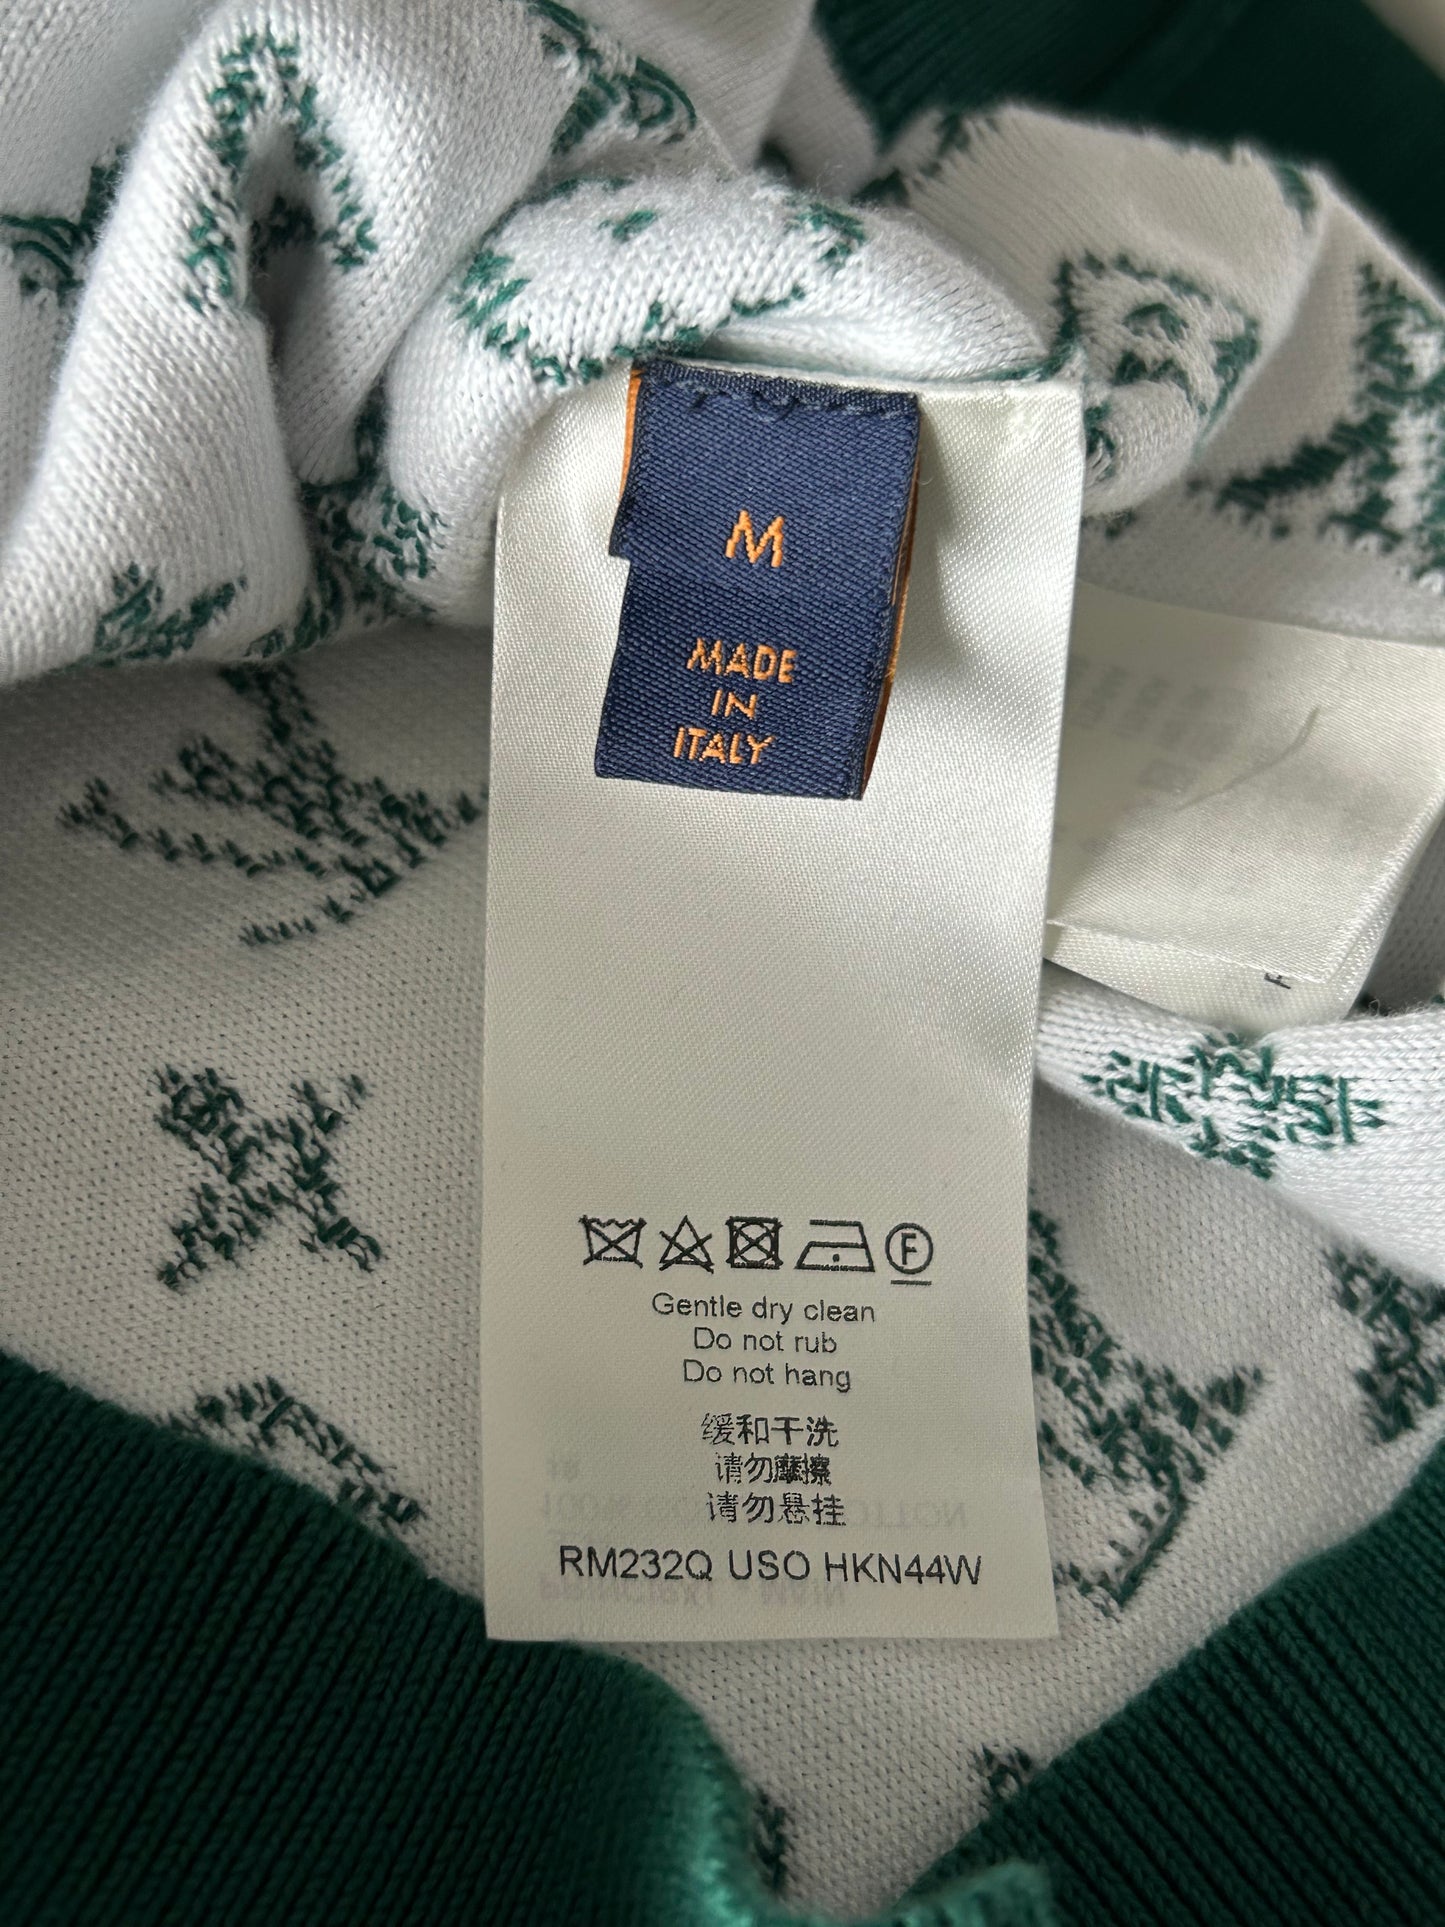 M
MADE
IN
ITALY
F
Gentle dry clean
Do not rub
Do not hang
缓和干洗
请勿摩擦
请勿悬挂
RM232Q USO HKN44W